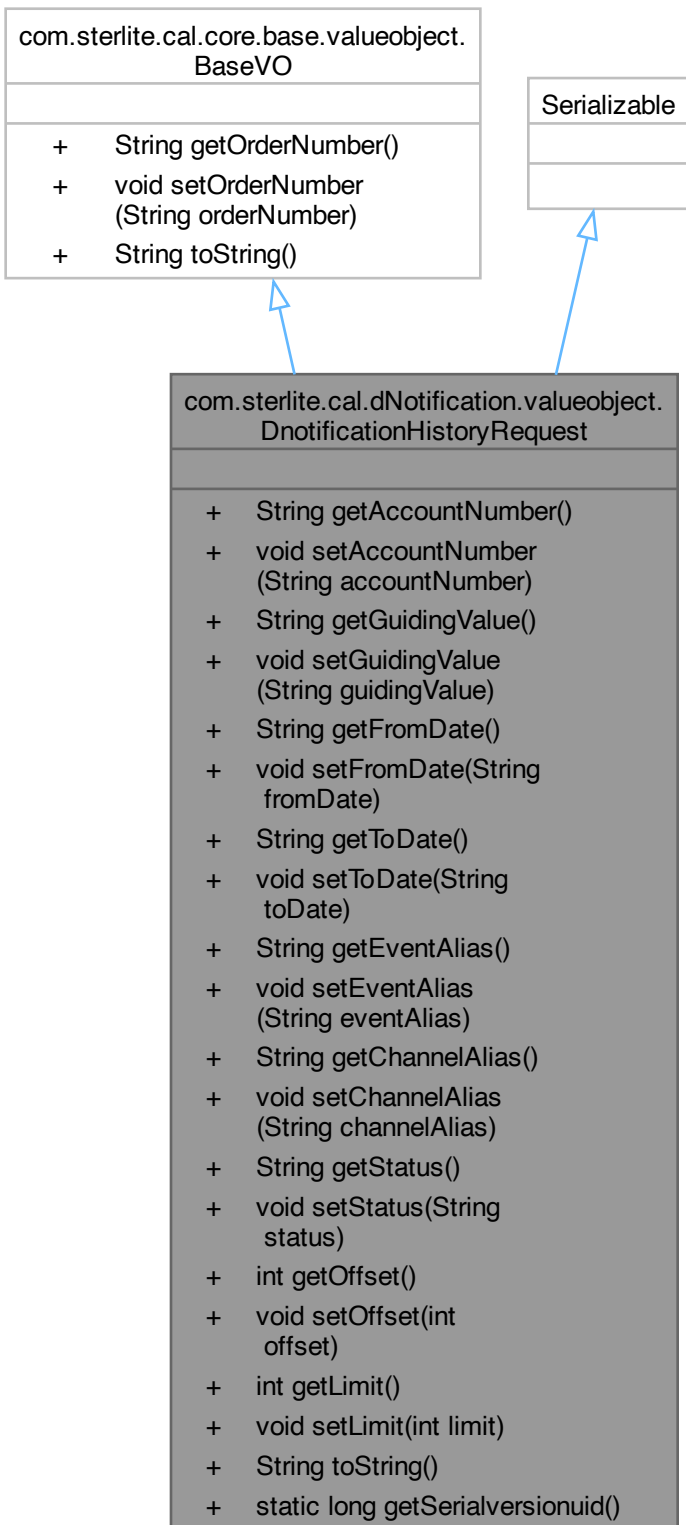 com.sterlite.cal.core.base.valueobject.
BaseVO
+ String getOrderNumber()
+ void setOrderNumber
(String orderNumber)
+ String toString()
Serializable
com.sterlite.cal.dNotification.valueobject.
DnotificationHistoryRequest
+ String getAccountNumber()
+ void setAccountNumber
(String accountNumber)
+ String getGuidingValue()
+ void setGuidingValue
(String guidingValue)
+ String getFromDate()
+ void setFromDate(String
fromDate)
+ String getToDate()
+ void setToDate(String
toDate)
+ String getEventAlias()
+ void setEventAlias
(String eventAlias)
+ String getChannelAlias()
+ void setChannelAlias
(String channelAlias)
+ String getStatus()
+ void setStatus(String
status)
+ int getOffset()
+ void setOffset(int
offset)
+ int getLimit()
+ void setLimit(int limit)
+ String toString()
+ static long getSerialversionuid()